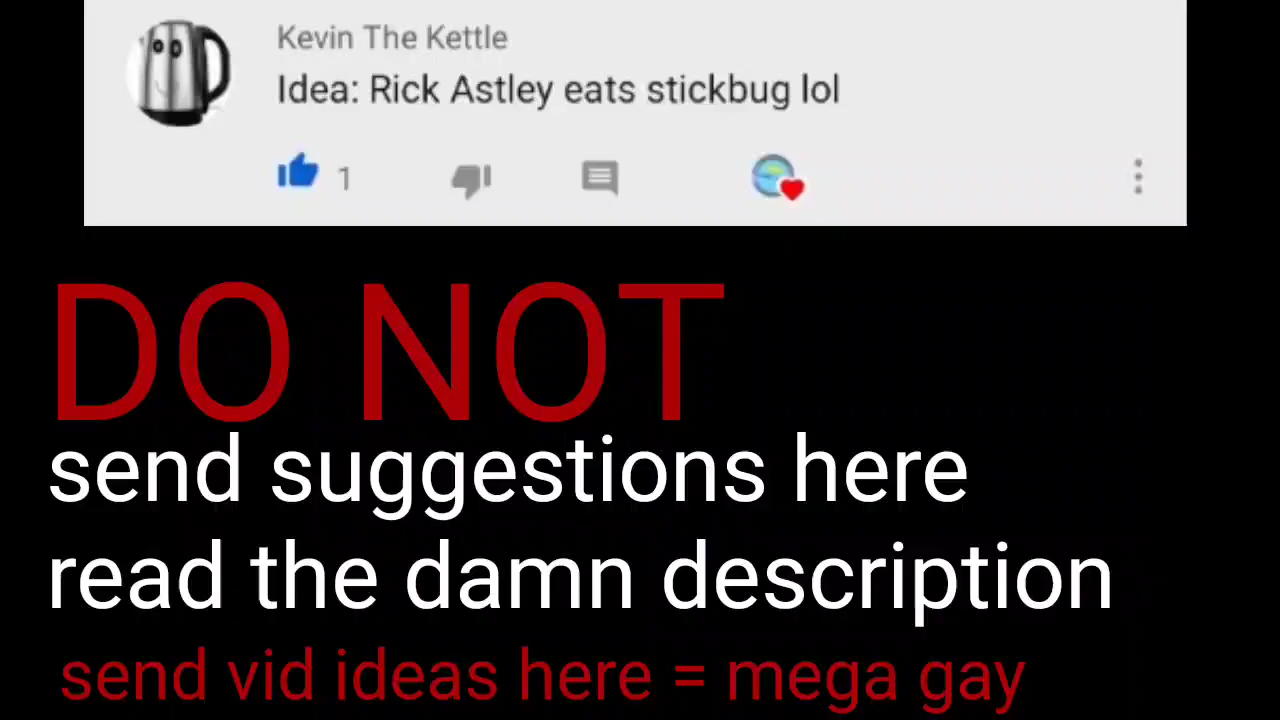 Kevin The Kettle
Idea: Rick Astley eats stickbug lol
1
DO NOT
send suggestions here
read the damn description
send vid ideas here = mega gay